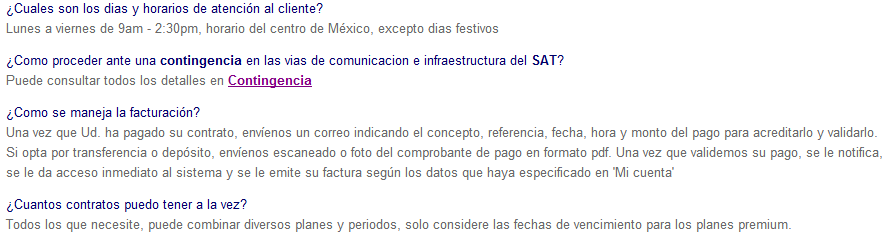 ¿Cuales son los dias y horarios de atención al cliente?
Lunes a viernes de 9am - 2:30pm, horario del centro de México, excepto dias festivos
¿Como proceder ante una contingencia en las vias de comunicacion e infraestructura del SAT?
Puede consultar todos los detalles en Contingencia
¿Como se maneja la facturación?
Una vez que Ud. ha pagado su contrato, envíenos un correo indicando el concepto, referencia, fecha, hora y monto del pago para acreditarlo y validarlo.
Si opta por transferencia o depósito, envíenos escaneado o foto del comprobante de pago en formato pdf. Una vez que validemos su pago, se le notifica,
se le da acceso inmediato al sistema y se le emite su factura según los datos que haya especificado en 'Mi cuenta'
¿Cuantos contratos puedo tener a la vez?
Todos los que necesite, puede combinar diversos planes y periodos, solo considere las fechas de vencimiento para los planes premium.